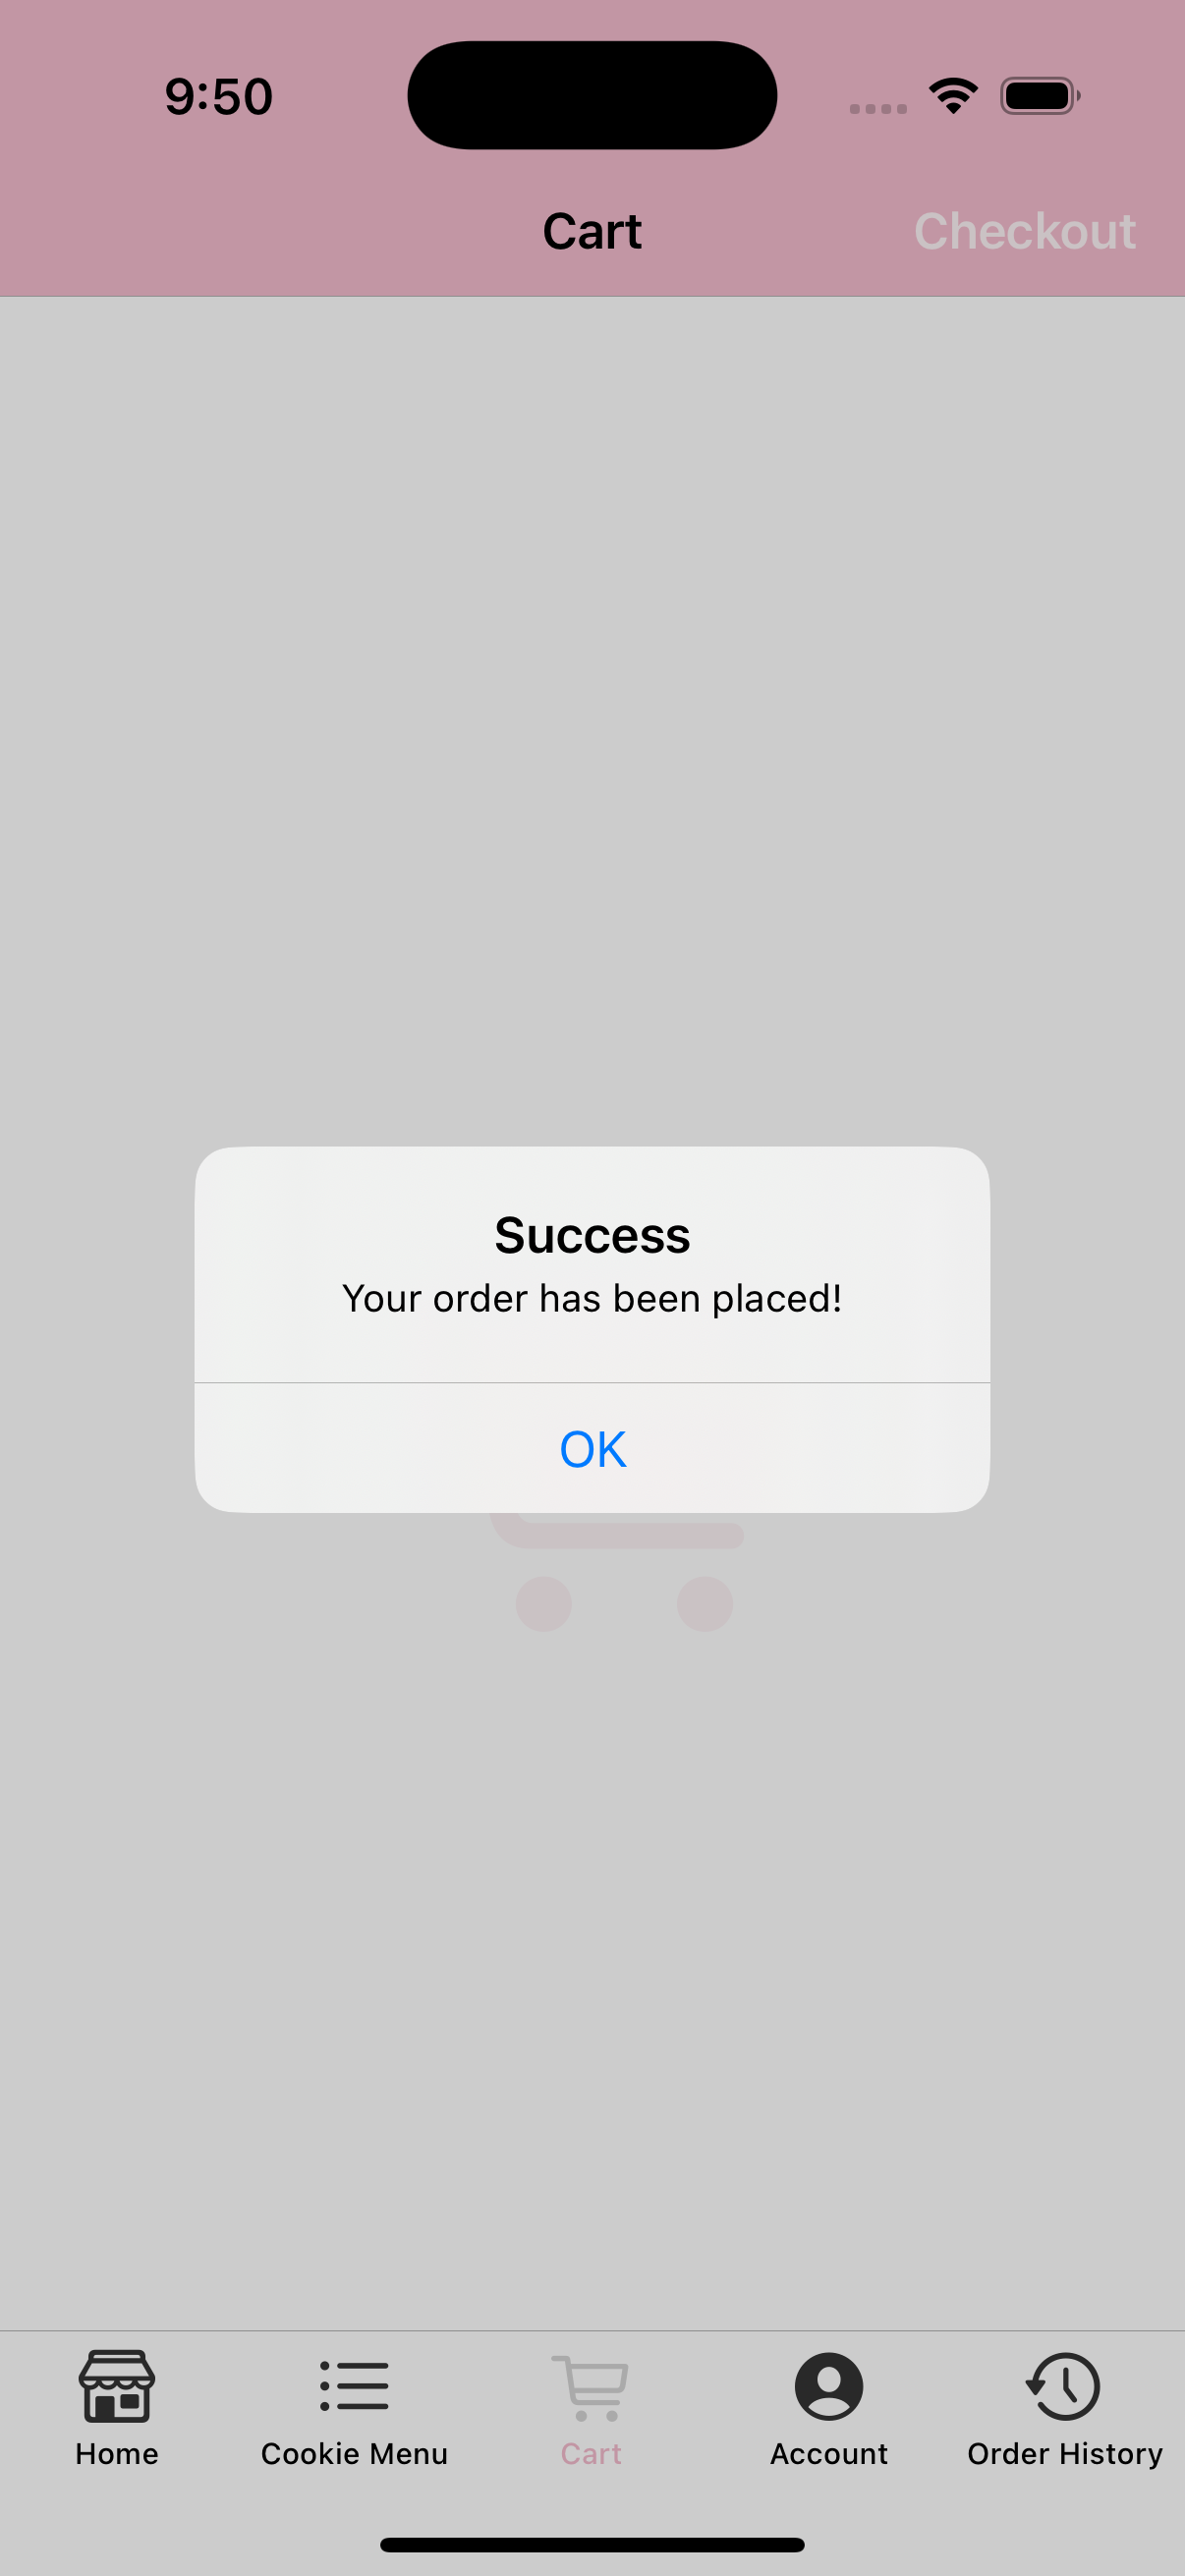 9:50
Cart
Checkout
Success
Your order has been placed!
OK
Home
Cookie Menu
Cart
Account
Order History